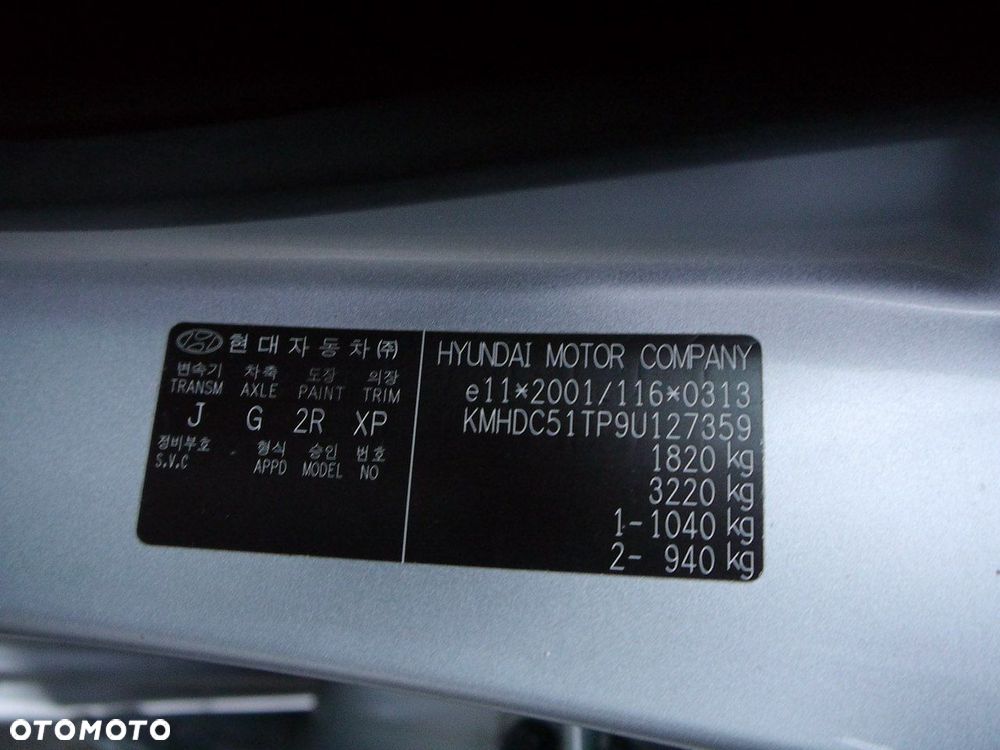 현대자동차㈜
변속기 차축 도장 의장
TRANSM AXLE PAINT TRIM
J G 2R XP
정비부호 형식 승인 번호
S.V.C APPD MODEL NO
HYUNDAI MOTOR COMPANY
e11*2001/116*0313
KMHDC51TP9U127359
1820 kg
3220 kg
1- 1040 kg
2- 940 kg
OTOMOTO